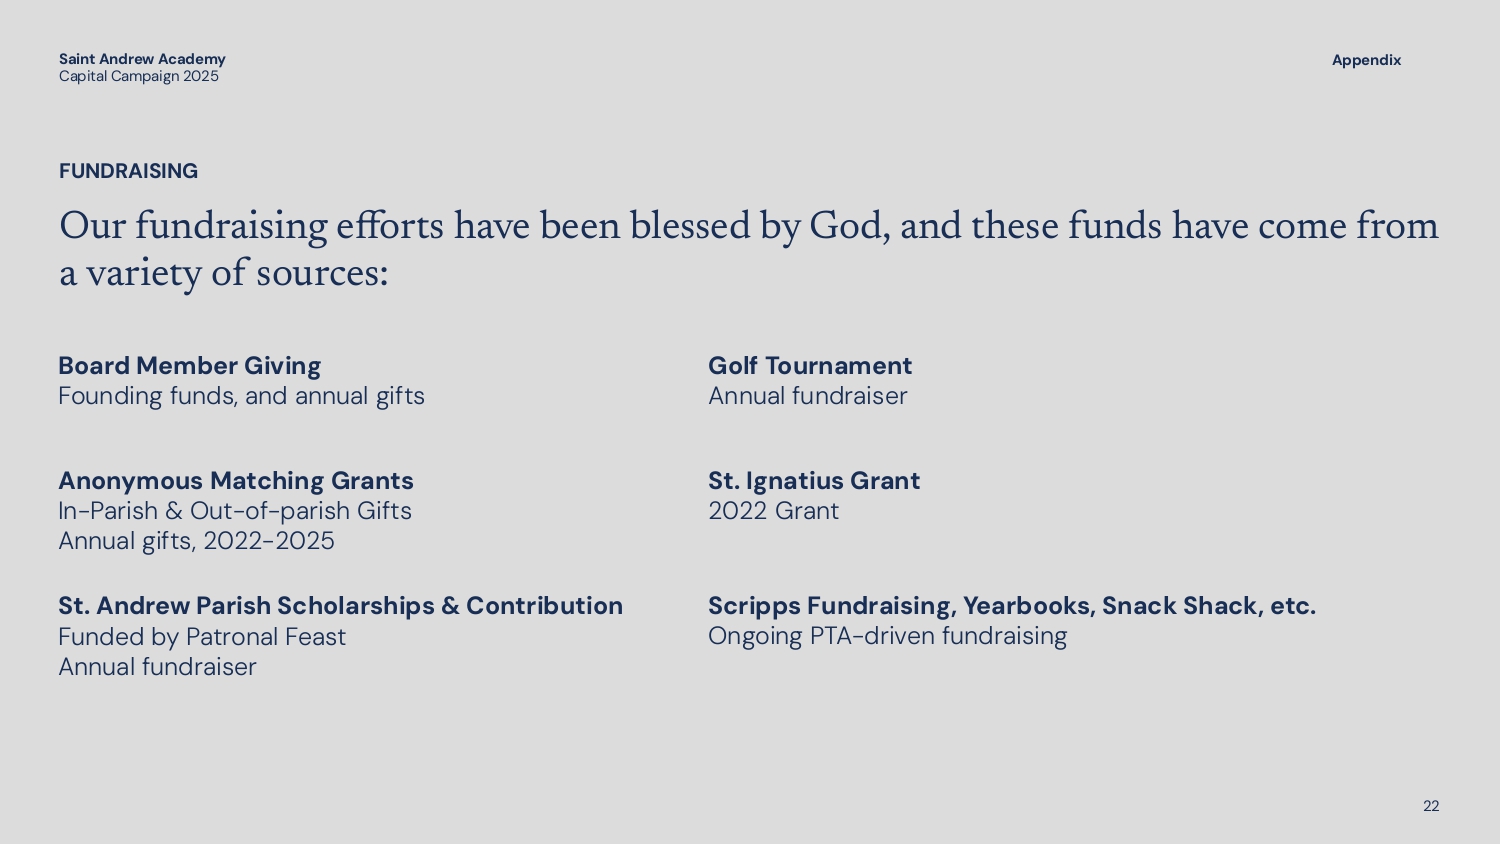 Saint Andrew Academy
Capital Campaign 2025
Appendix
FUNDRAISING
Our fundraising efforts have been blessed by God, and these funds have come from
a variety of sources:
Board Member Giving
Founding funds, and annual gifts
Golf Tournament
Annual fundraiser
Anonymous Matching Grants
In-Parish & Out-of-parish Gifts
Annual gifts, 2022-2025
St. Ignatius Grant
2022 Grant
St. Andrew Parish Scholarships & Contribution
Funded by Patronal Feast
Annual fundraiser
Scripps Fundraising, Yearbooks, Snack Shack, etc.
Ongoing PTA-driven fundraising
22